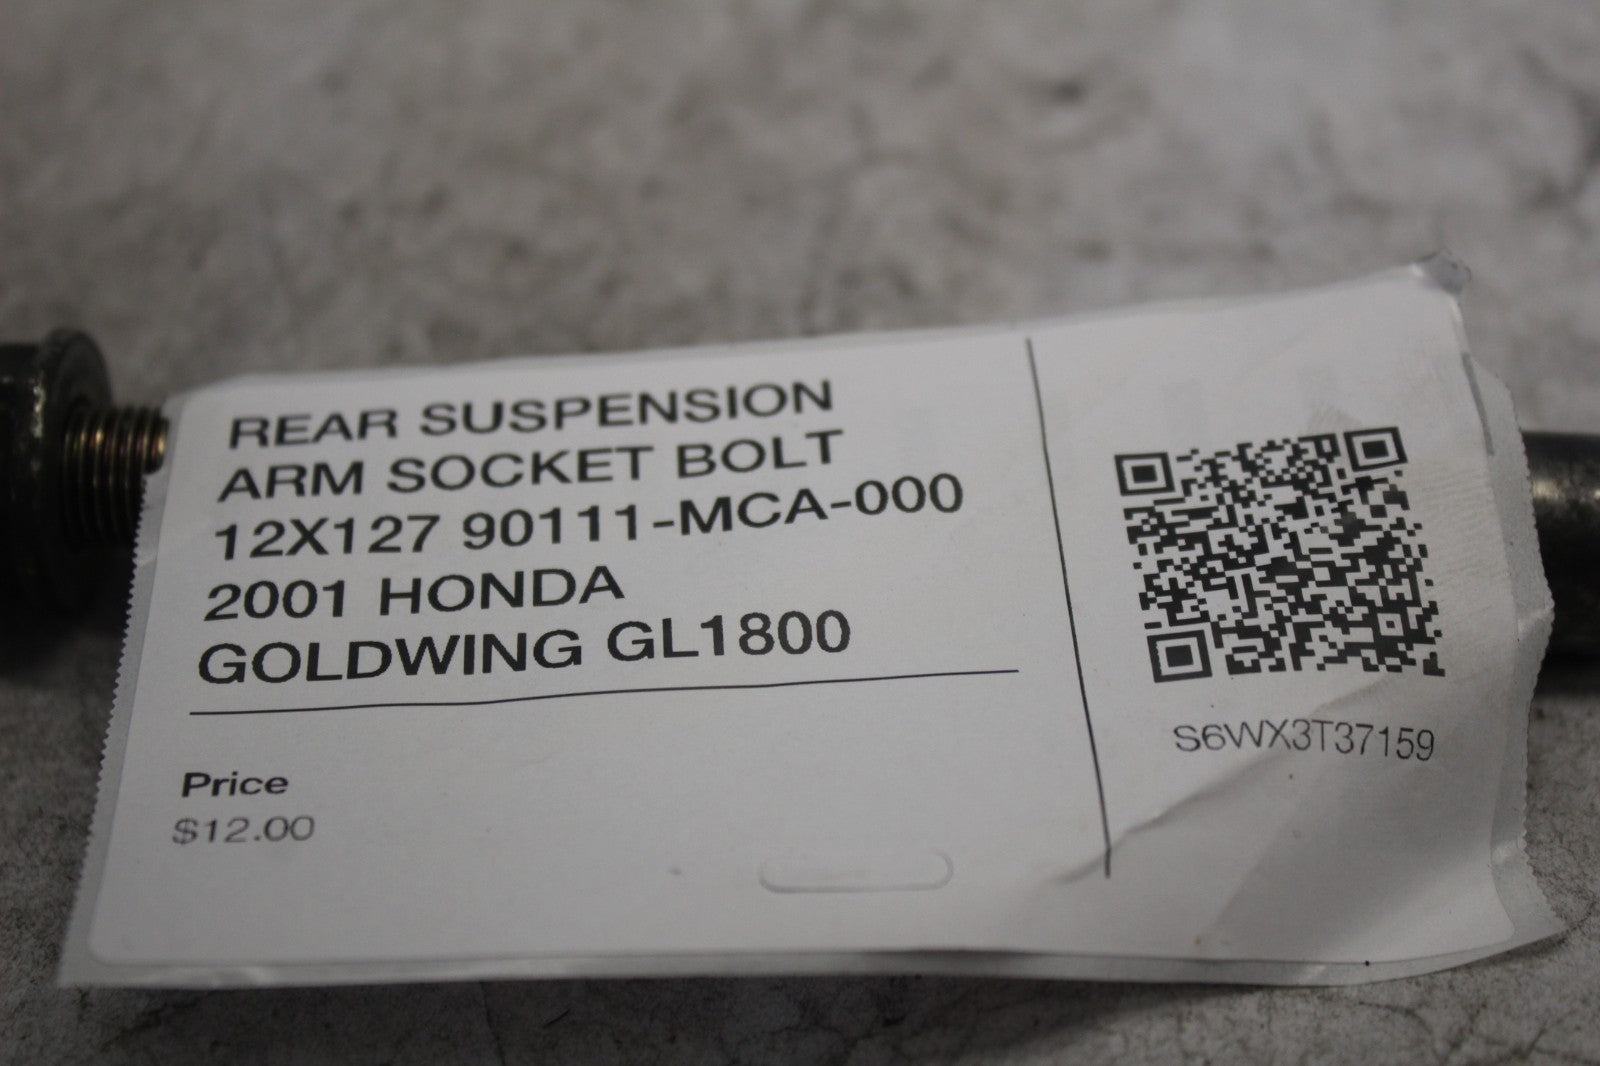 REAR SUSPENSION
ARM SOCKET BOLT
12X127 90111-MCA-000
2001 HONDA
GOLDWING GL1800
Price
$12.00
S6WX3T37159